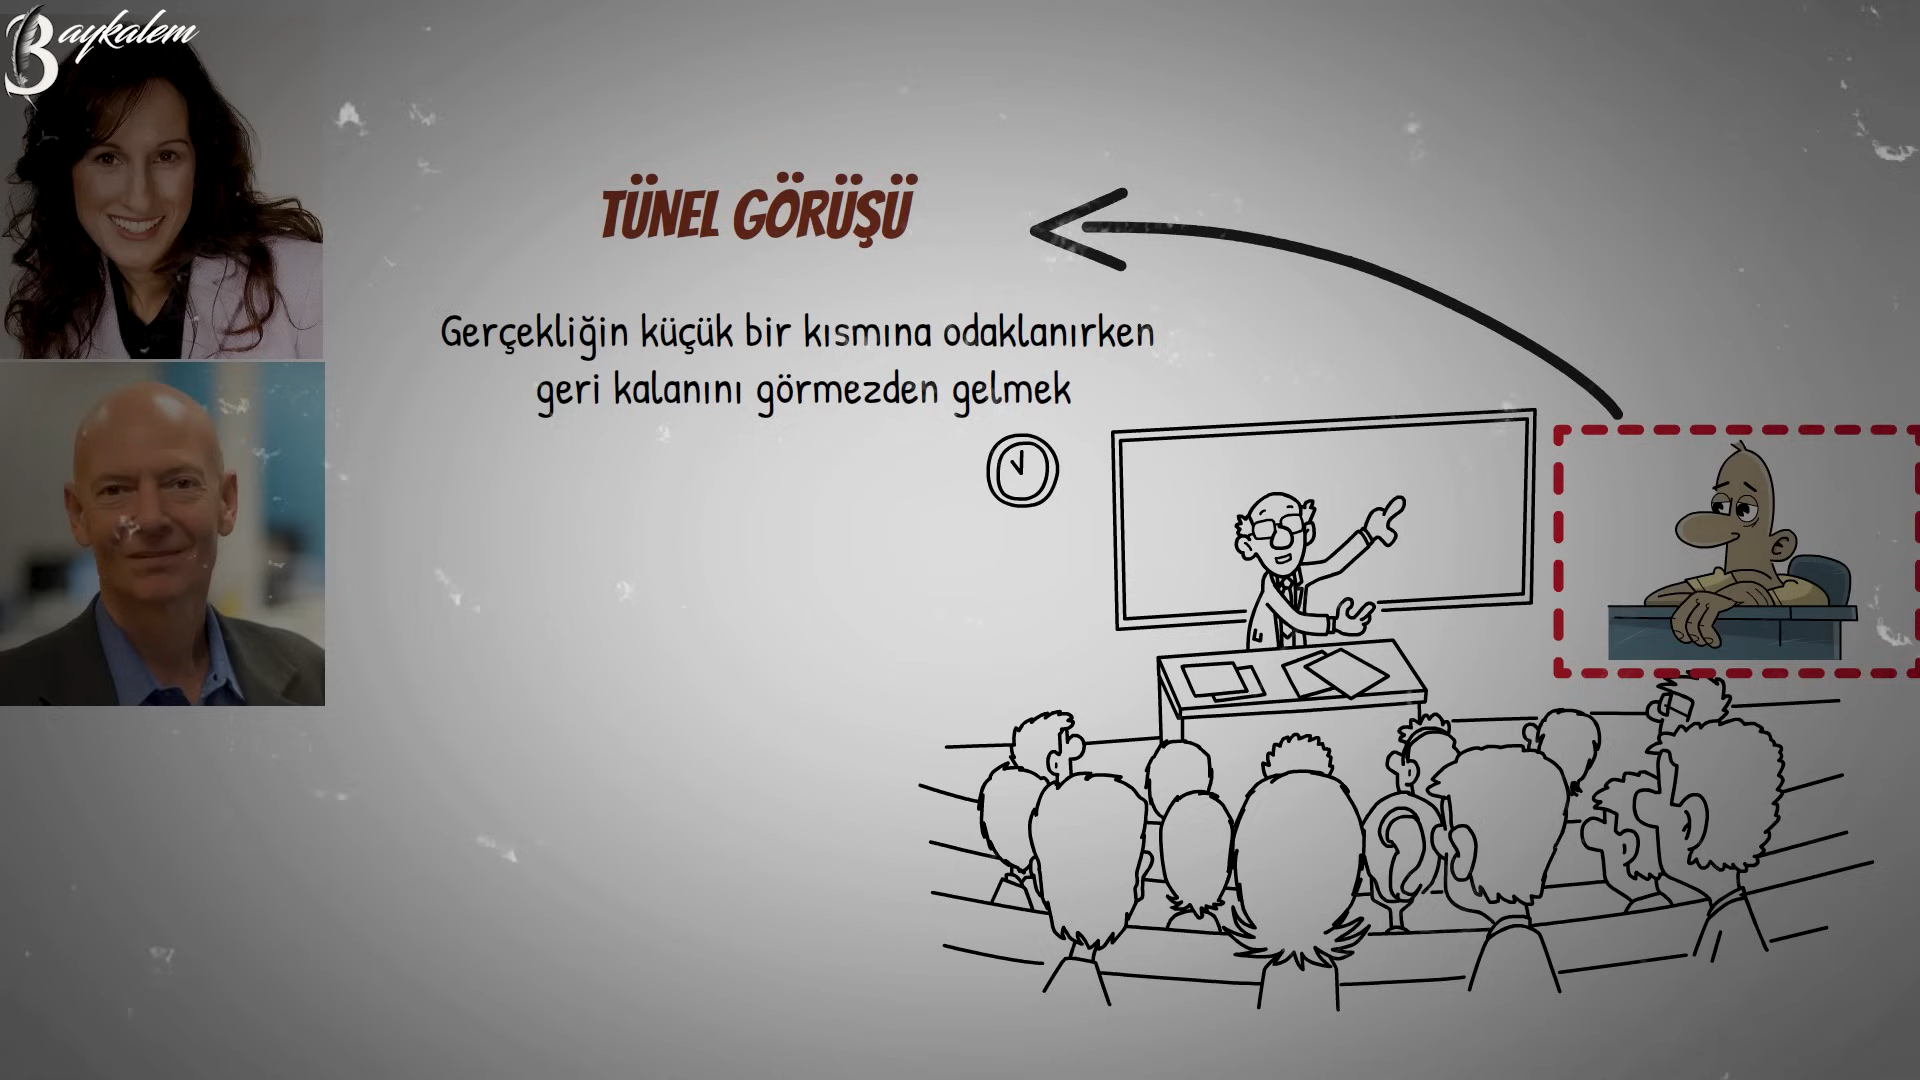 Baykalem
TÜNEL GÖRÜŞÜ
Gerçekliğin küçük bir kısmına odaklanırken
geri kalanını görmezden gelmek